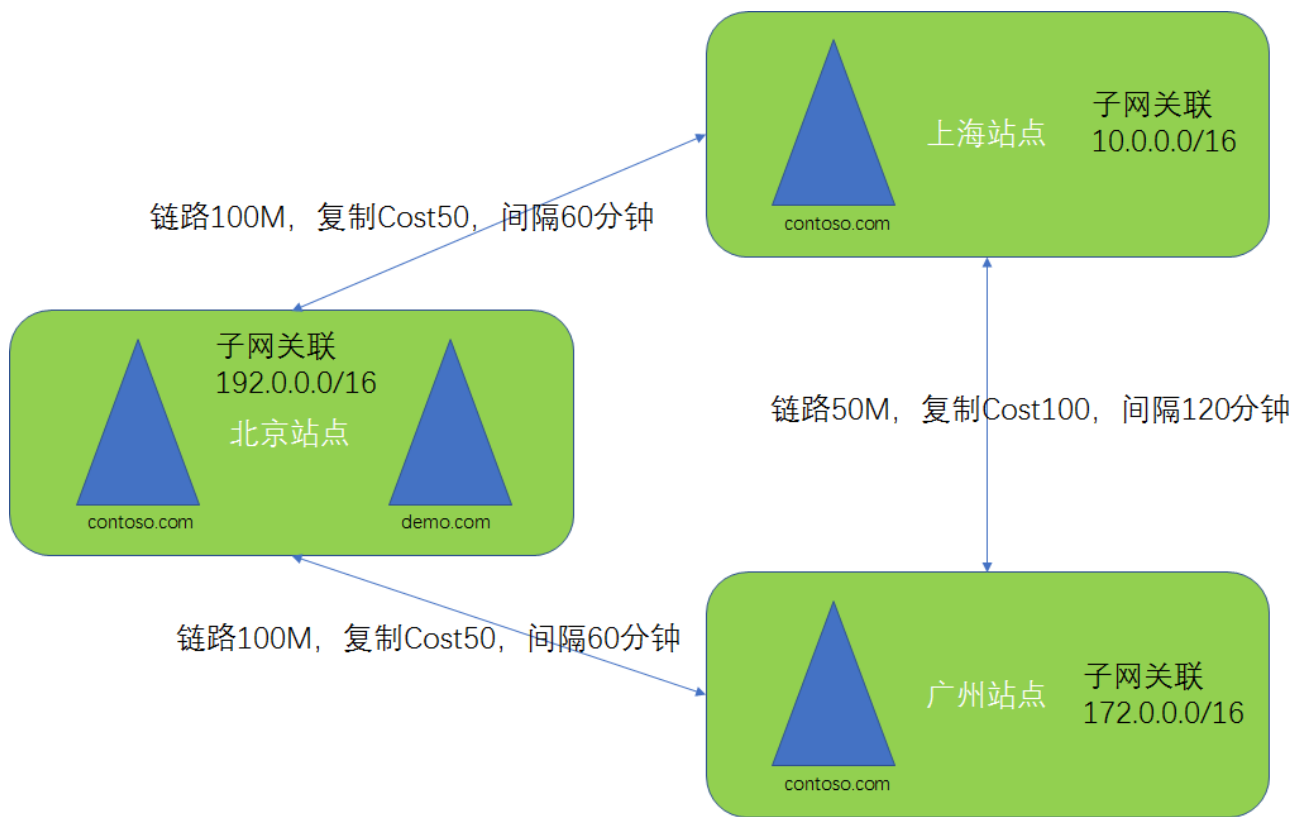 子网关联
10.0.0.0/16
上海站点
contoso.com
链路100M，复制Cost50，间隔60分钟
子网关联
192.0.0.0/16
北京站点
contoso.com
demo.com
链路50M，复制Cost100，间隔120分钟
链路100M，复制Cost50，间隔60分钟
子网关联
172.0.0.0/16
广州站点
contoso.com